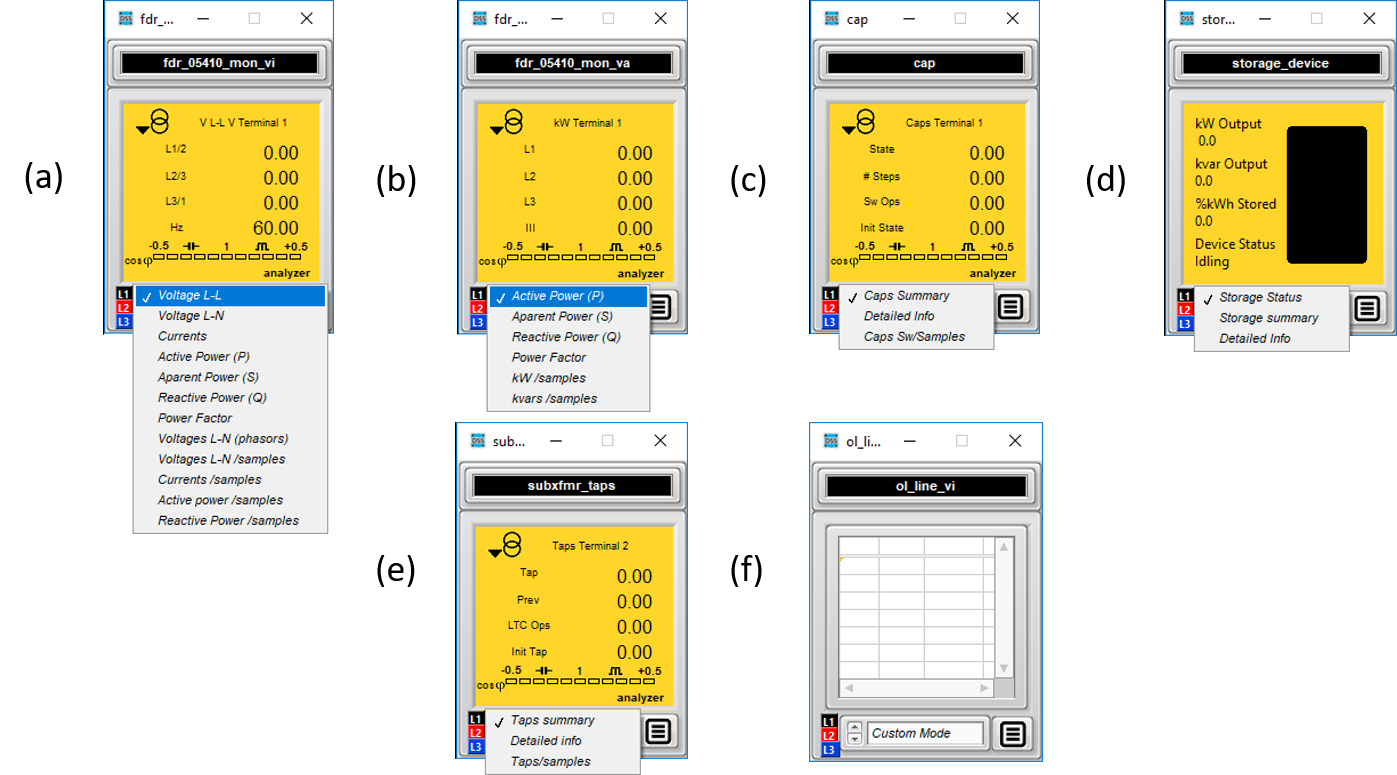 (a)
DSS fdr_...
fdr_05410_mon_vi
V L-L V Terminal 1
L1/2 0.00
L2/3 0.00
L3/1 0.00
Hz 60.00
-0.5 1 +0.5
cosφ
analyzer
L1
L2
L3
✓ Voltage L-L
Voltage L-N
Currents
Active Power (P)
Aparent Power (S)
Reactive Power (Q)
Power Factor
Voltages L-N (phasors)
Voltages L-N /samples
Currents /samples
Active power /samples
Reactive Power /samples
(b)
DSS fdr_...
fdr_05410_mon_va
kW Terminal 1
L1 0.00
L2 0.00
L3 0.00
III 0.00
-0.5 1 +0.5
cosφ
analyzer
L1
L2
L3
✓ Active Power (P)
Aparent Power (S)
Reactive Power (Q)
Power Factor
kW /samples
kvars /samples
(c)
DSS cap
cap
Caps Terminal 1
State 0.00
# Steps 0.00
Sw Ops 0.00
Init State 0.00
-0.5 1 +0.5
cosφ
analyzer
L1
L2
L3
✓ Caps Summary
Detailed Info
Caps Sw/Samples
(d)
DSS stor...
storage_device
kW Output
0.0
kvar Output
0.0
%kWh Stored
0.0
Device Status
Idling
L1
L2
L3
✓ Storage Status
Storage summary
Detailed Info
(e)
DSS sub...
subxfmr_taps
Taps Terminal 2
Tap 0.00
Prev 0.00
LTC Ops 0.00
Init Tap 0.00
-0.5 1 +0.5
cosφ
analyzer
L1
L2
L3
✓ Taps summary
Detailed info
Taps/samples
(f)
DSS ol_li...
ol_line_vi
L1
L2
L3
Custom Mode